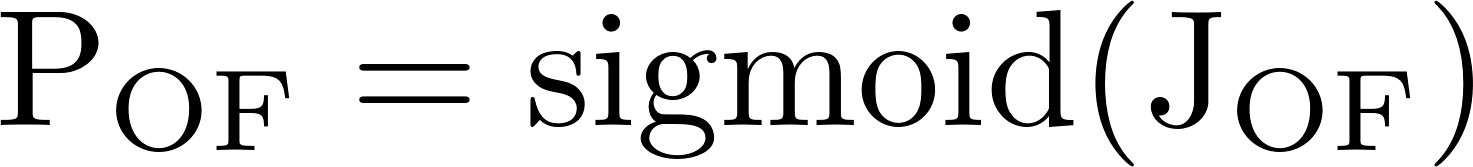 P_OF = sigmoid(J_OF)